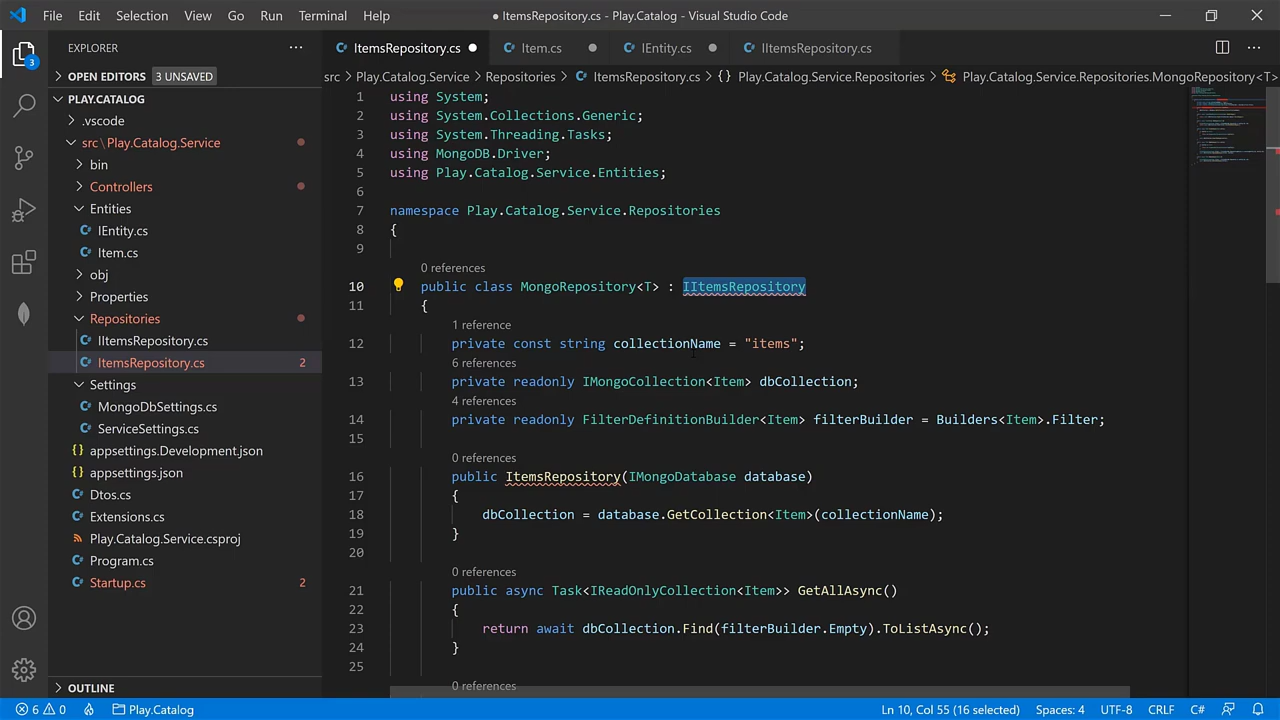 File Edit Selection View Go Run Terminal Help
● ItemsRepository.cs - Play.Catalog - Visual Studio Code
EXPLORER
OPEN EDITORS 3 UNSAVED
PLAY.CATALOG
.vscode
src \ Play.Catalog.Service
bin
Controllers
Entities
IEntity.cs
Item.cs
obj
Properties
Repositories
IItemsRepository.cs
ItemsRepository.cs 2
Settings
MongoDbSettings.cs
ServiceSettings.cs
appsettings.Development.json
appsettings.json
Dtos.cs
Extensions.cs
Play.Catalog.Service.csproj
Program.cs
Startup.cs 2
OUTLINE
3
ItemsRepository.cs ● Item.cs ● IEntity.cs ● IItemsRepository.cs
src > Play.Catalog.Service > Repositories > ItemsRepository.cs > {} Play.Catalog.Service.Repositories > Play.Catalog.Service.Repositories.MongoRepository<T>
1 using System;
2 using System.Collections.Generic;
3 using System.Threading.Tasks;
4 using MongoDB.Driver;
5 using Play.Catalog.Service.Entities;
6
7 namespace Play.Catalog.Service.Repositories
8 {
9
0 references
10 public class MongoRepository<T> : IItemsRepository
11 {
1 reference
12 private const string collectionName = "items";
6 references
13 private readonly IMongoCollection<Item> dbCollection;
4 references
14 private readonly FilterDefinitionBuilder<Item> filterBuilder = Builders<Item>.Filter;
15
0 references
16 public ItemsRepository(IMongoDatabase database)
17 {
18 dbCollection = database.GetCollection<Item>(collectionName);
19 }
20
0 references
21 public async Task<IReadOnlyCollection<Item>> GetAllAsync()
22 {
23 return await dbCollection.Find(filterBuilder.Empty).ToListAsync();
24 }
25
0 references
6 0 Play.Catalog Ln 10, Col 55 (16 selected) Spaces: 4 UTF-8 CRLF C#